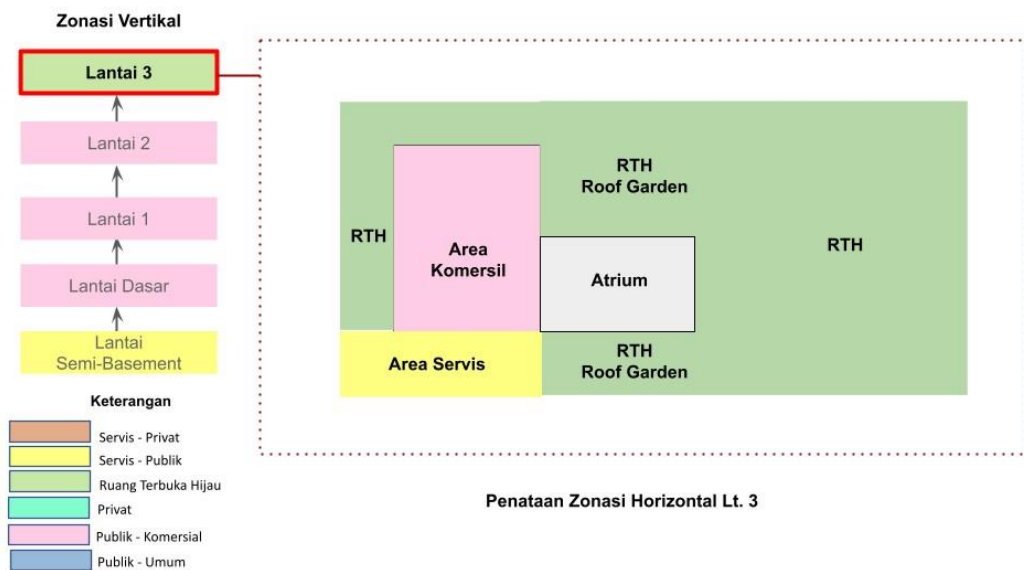 Zonasi Vertikal
Lantai 3
Lantai 2
Lantai 1
Lantai Dasar
Lantai
Semi-Basement
Keterangan
Servis - Privat
Servis - Publik
Ruang Terbuka Hijau
Privat
Publik - Komersial
Publik - Umum
RTH
Area
Komersil
RTH
Roof Garden
Atrium
RTH
Area Servis
RTH
Roof Garden
Penataan Zonasi Horizontal Lt. 3